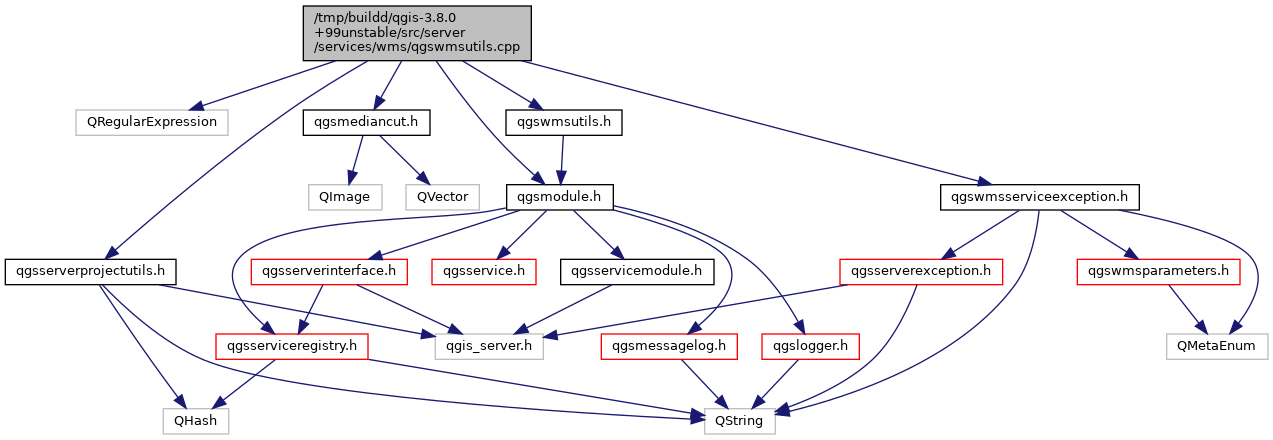 /tmp/buildd/qgis-3.8.0
+99unstable/src/server
/services/wms/qgswmsutils.cpp
QRegularExpression
qgsmediancut.h
qgswmsutils.h
QImage
QVector
qgsmodule.h
qgswmsserviceexception.h
qgsserverprojectutils.h
qgsserverinterface.h
qgsservice.h
qgsservicemodule.h
qgsserverexception.h
qgswmsparameters.h
qgsserviceregistry.h
qgis_server.h
qgsmessagelog.h
qgslogger.h
QMetaEnum
QHash
QString